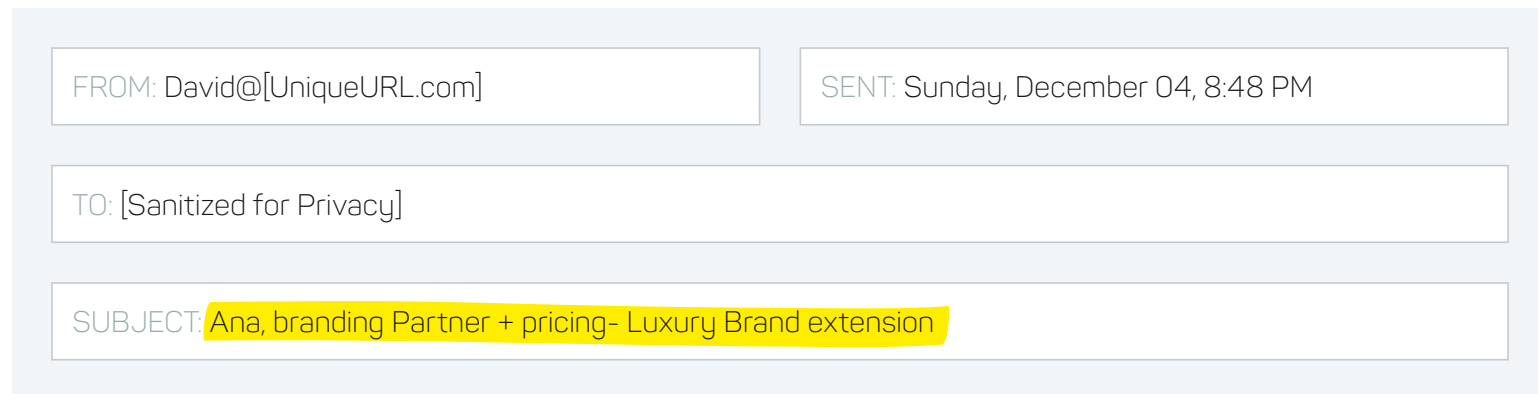 FROM: David@[UniqueURL.com]
SENT: Sunday, December 04, 8:48 PM
TO: [Sanitized for Privacy]
SUBJECT: Ana, branding Partner + pricing- Luxury Brand extension